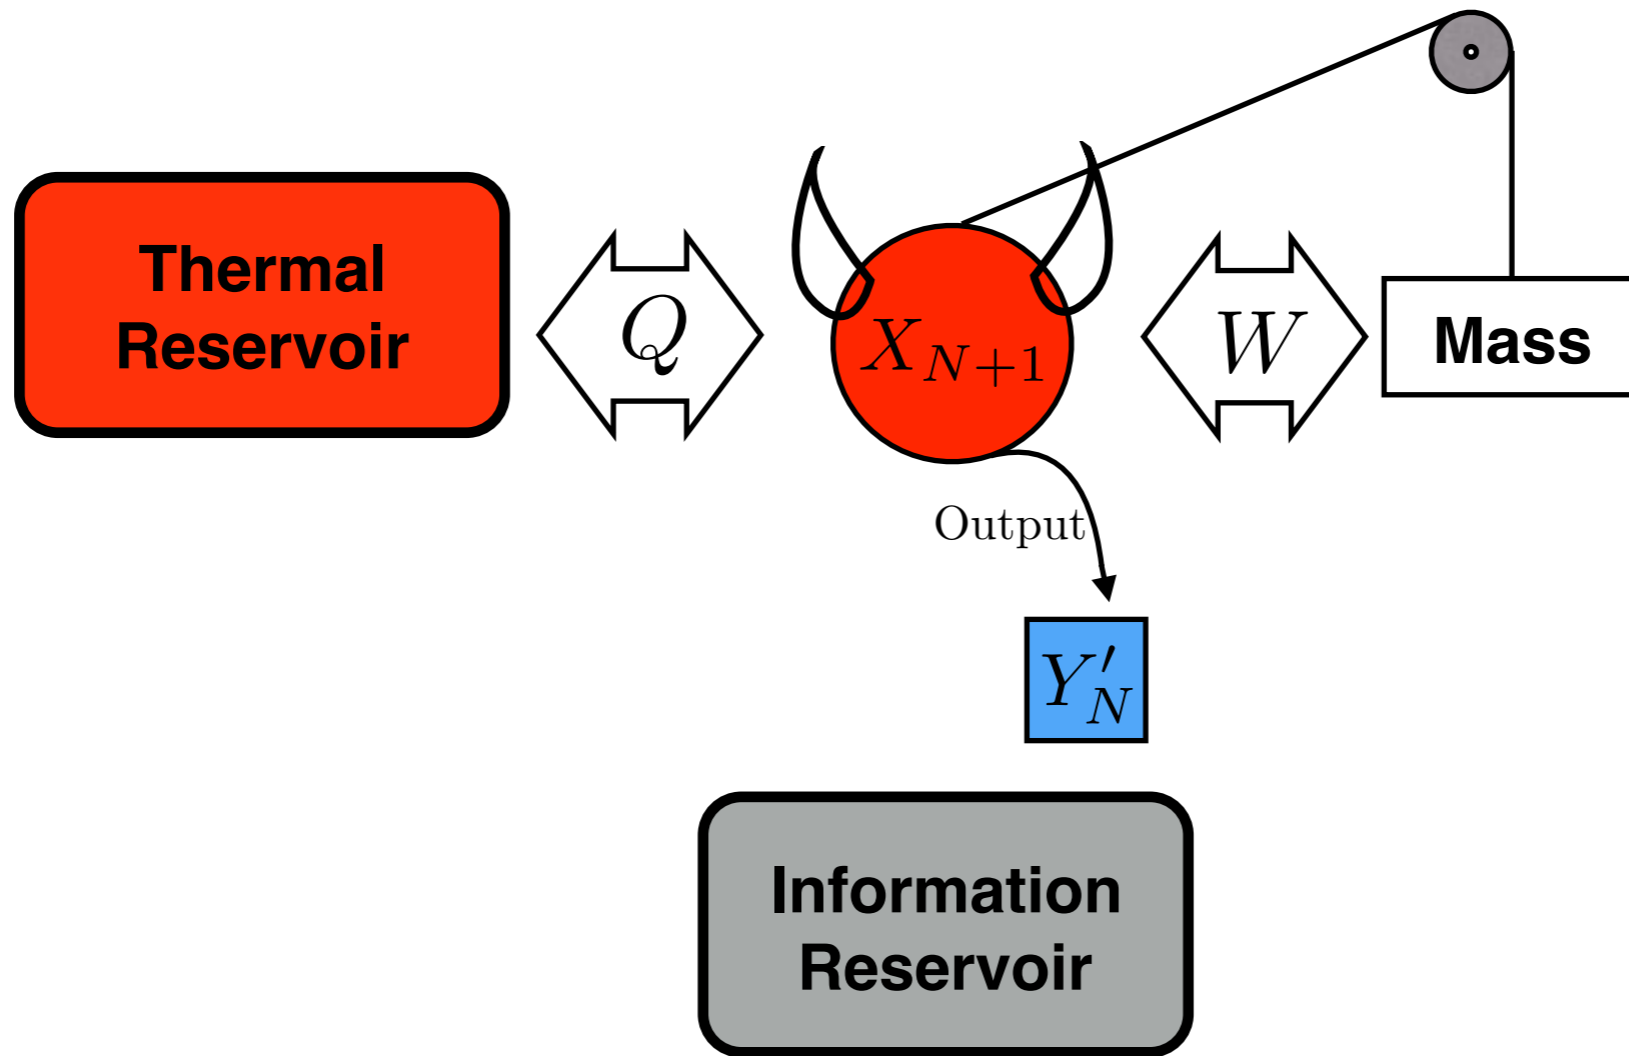 Thermal
Reservoir
Q
X_{N+1}
W
Mass
Output
Y'_N
Information
Reservoir